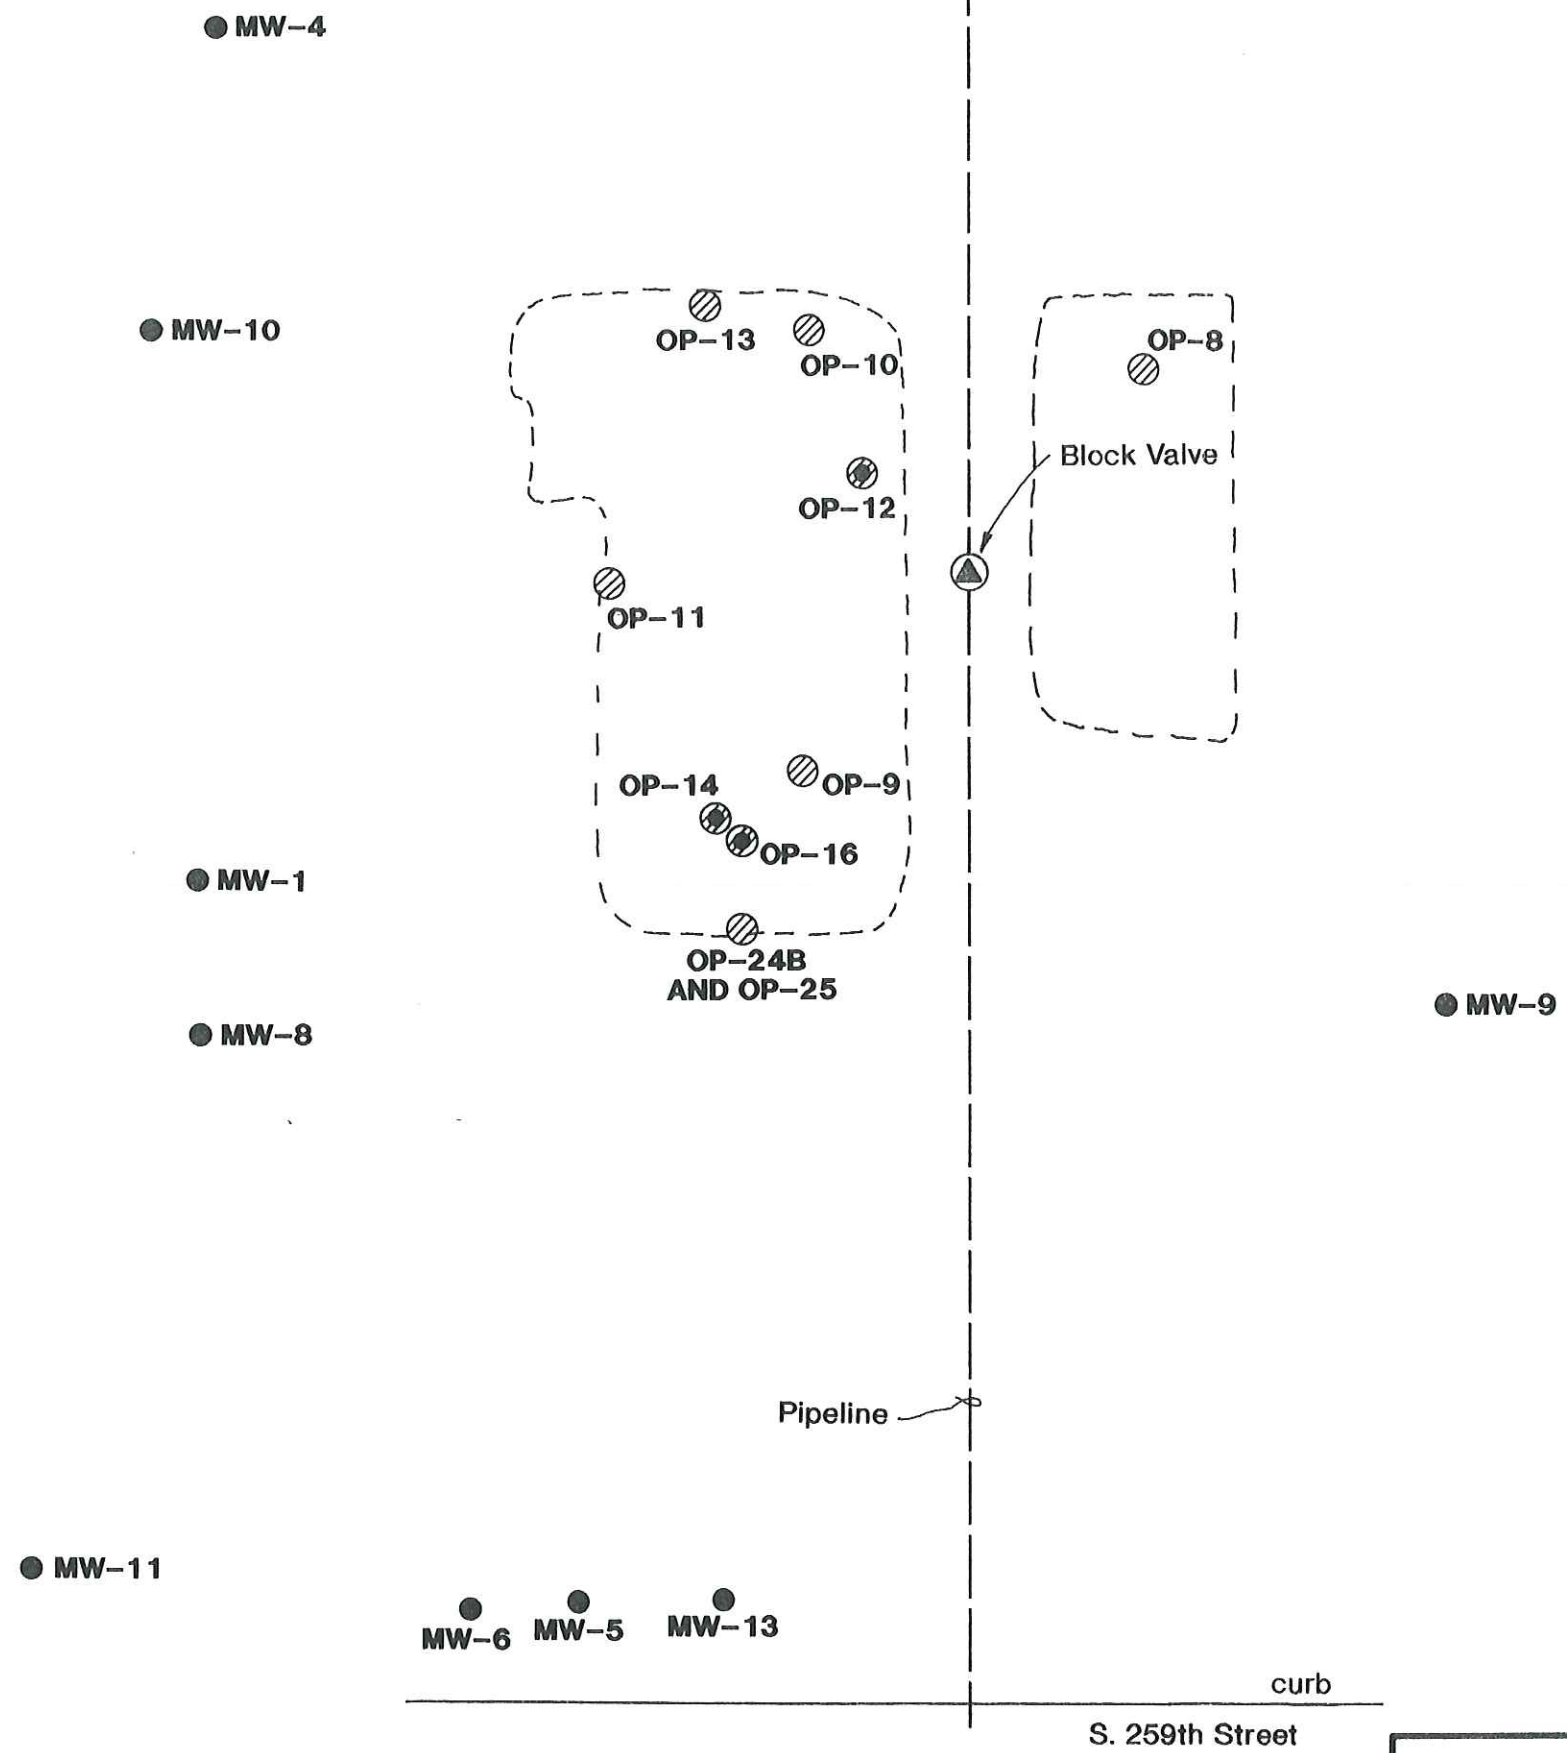 MW-4
MW-10
OP-13
OP-10
OP-8
Block Valve
OP-12
OP-11
OP-14
OP-9
OP-16
MW-1
OP-24B
AND OP-25
MW-9
MW-8
Pipeline
MW-11
MW-6
MW-5
MW-13
curb
S. 259th Street